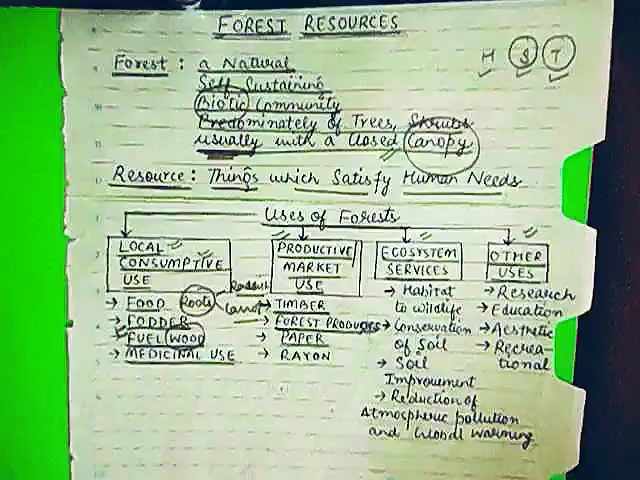 FOREST RESOURCES
H S T
Forest: a Natural
Self Sustaining
Biotic Community
Predominately of Trees, Shrubs
usually with a closed Canopy
Resource: Things which Satisfy Human Needs
Uses of Forests
LOCAL
CONSUMPTIVE
USE
→ FOOD Roots
→ FODDER
→ FUEL WOOD
→ MEDICINAL USE
PRODUCTIVE
MARKET
USE
→ TIMBER
→ FOREST PRODUCES
→ PAPER
→ RAYON
ECOSYSTEM
SERVICES
→ Habitat
to wildlife
→ Conservation
of Soil
→ Soil
Improvement
→ Reduction of
Atmospheric pollution
and Global warming
OTHER
USES
→ Research
→ Education
→ Aesthetic
→ Recrea-
tional